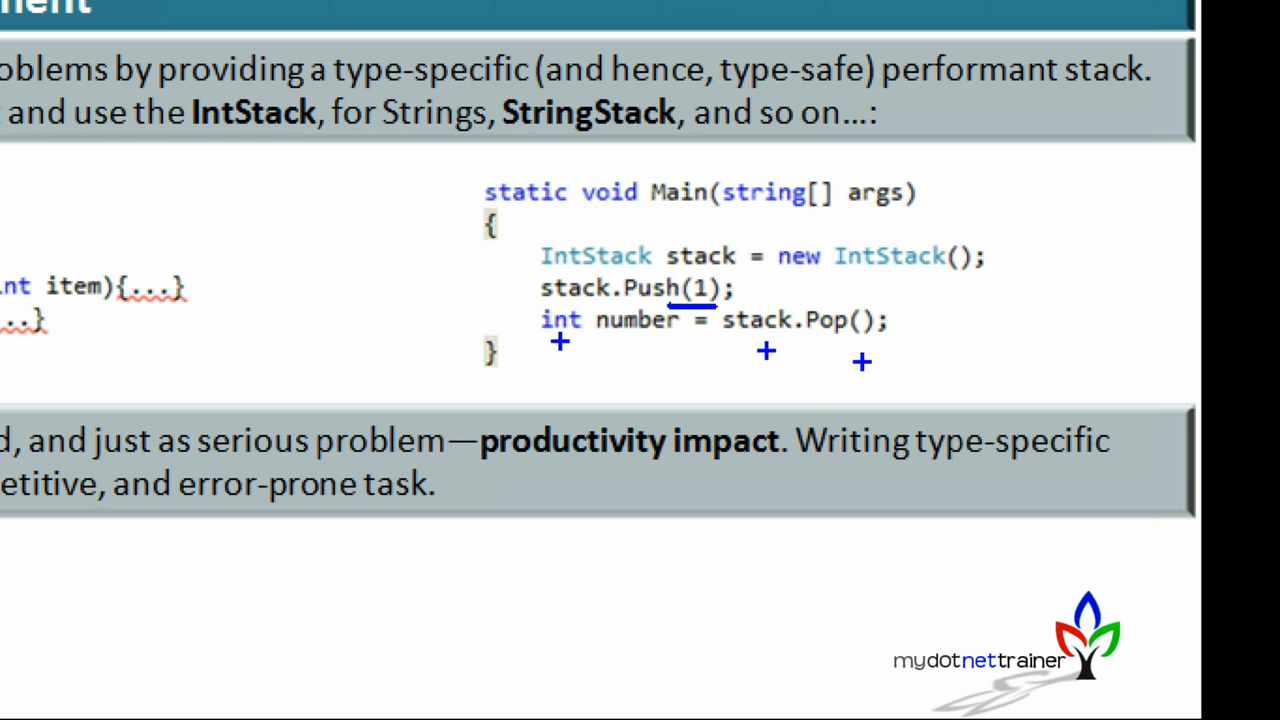 oblems by providing a type-specific (and hence, type-safe) performant stack.
and use the IntStack, for Strings, StringStack, and so on...:
static void Main(string[] args)
{
IntStack stack = new IntStack();
int item){...}
stack.Push(1);
..}
int number = stack.Pop();
}
d, and just as serious problem—productivity impact. Writing type-specific
etitive, and error-prone task.
mydotnettrainer